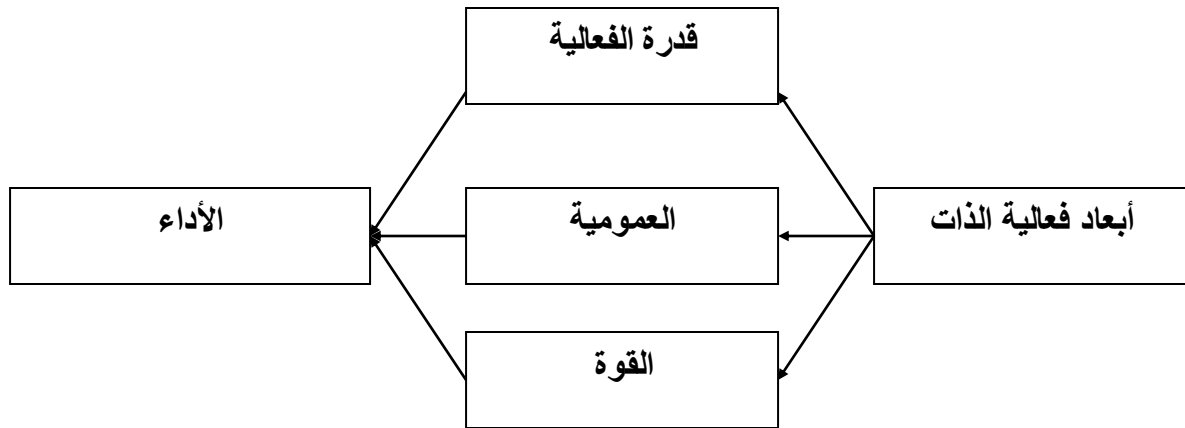 قدرة الفعالية
أبعاد فعالية الذات
العمومية
الأداء
القوة